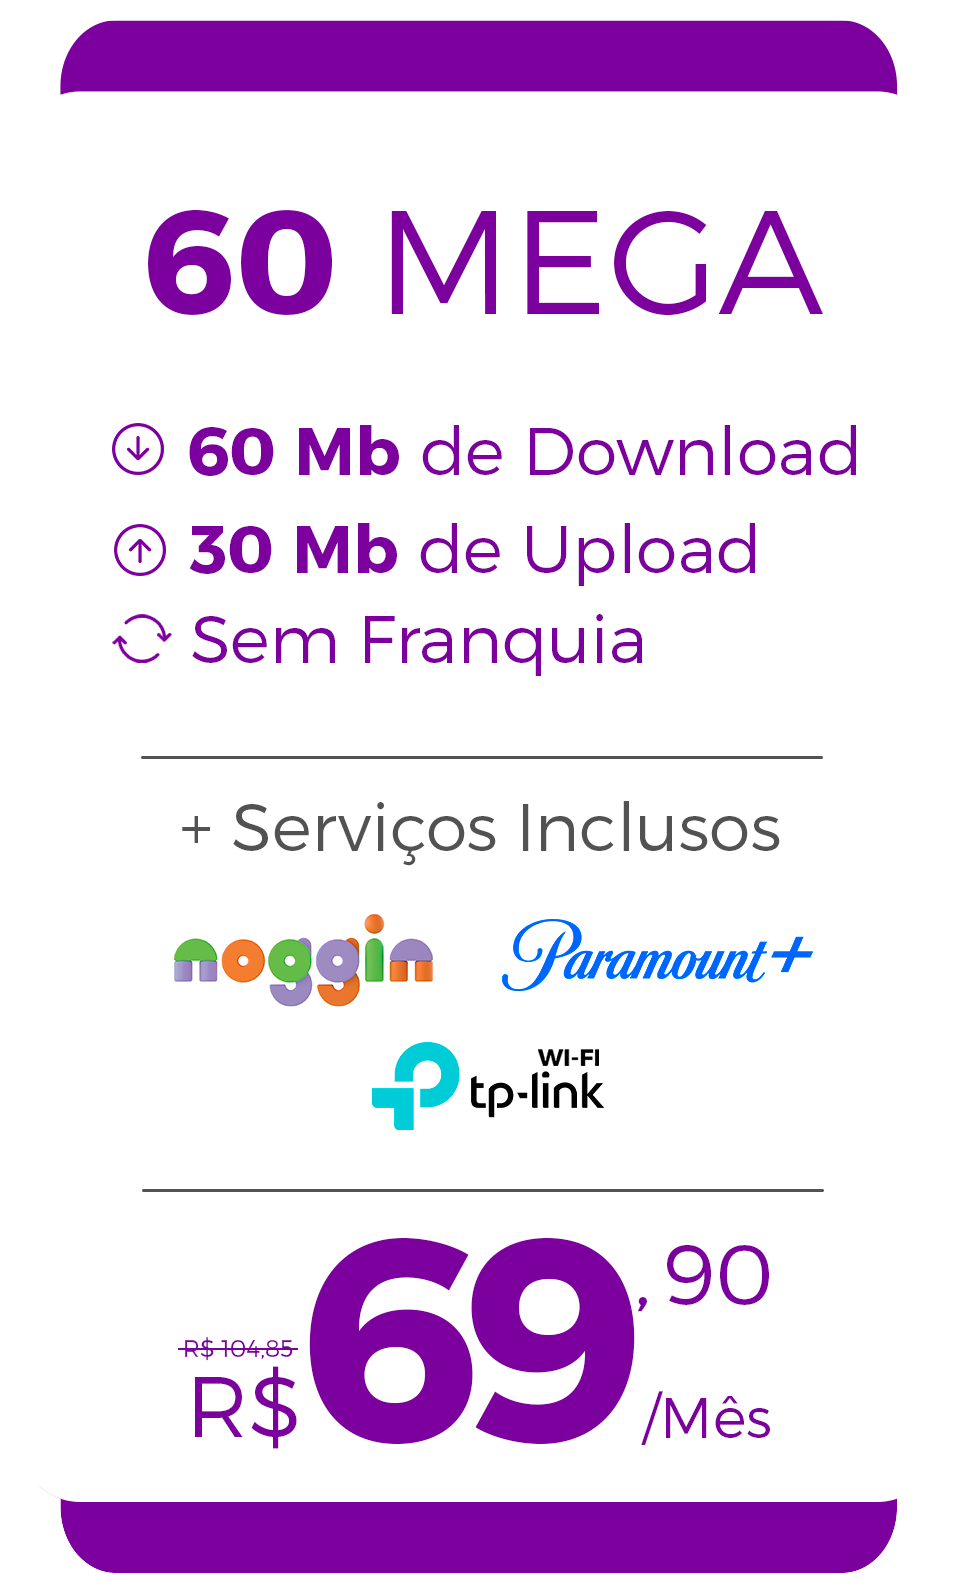 60 MEGA
60 Mb de Download
30 Mb de Upload
Sem Franquia
+ Serviços Inclusos
noggin Paramount+
WI-FI
tp-link
R$ 104,85
R$ 69,90 /Mês